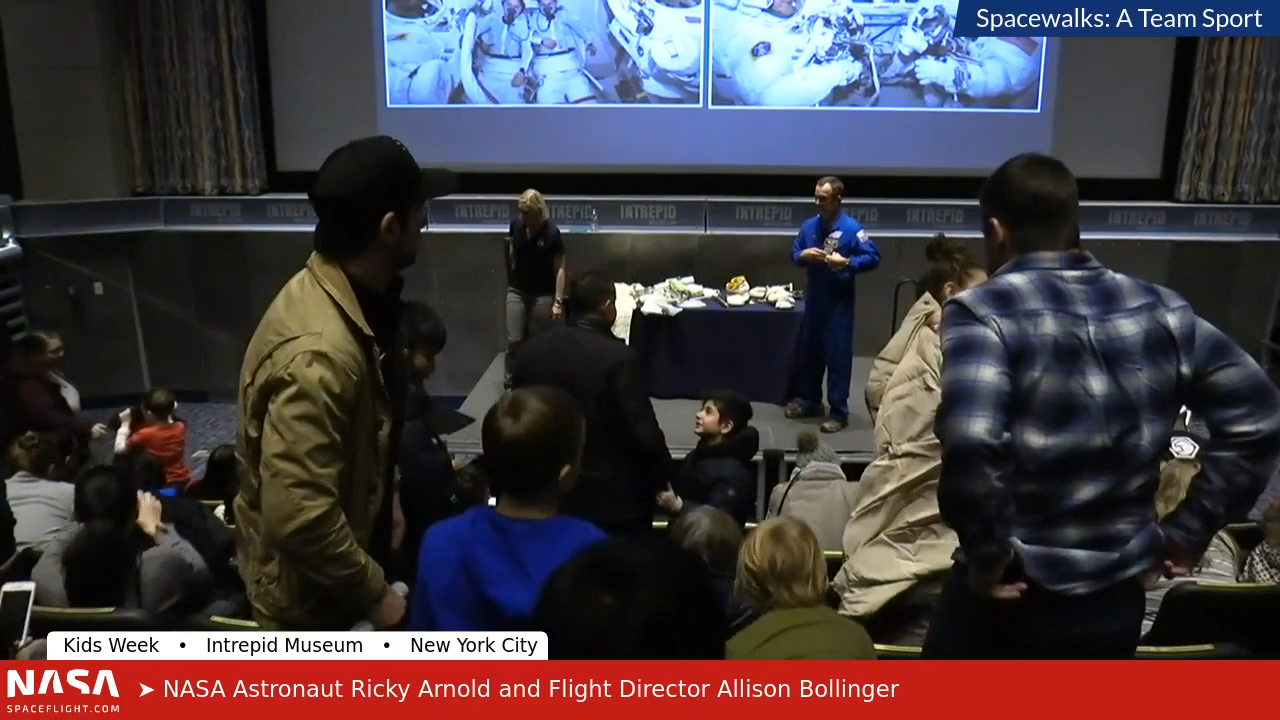 Spacewalks: A Team Sport
INTREPID INTREPID INTREPID INTREPID INTREPID INTREPID INTREPID INTREPID INTREPID
Kids Week • Intrepid Museum • New York City
NASA
SPACEFLIGHT.COM
➤ NASA Astronaut Ricky Arnold and Flight Director Allison Bollinger